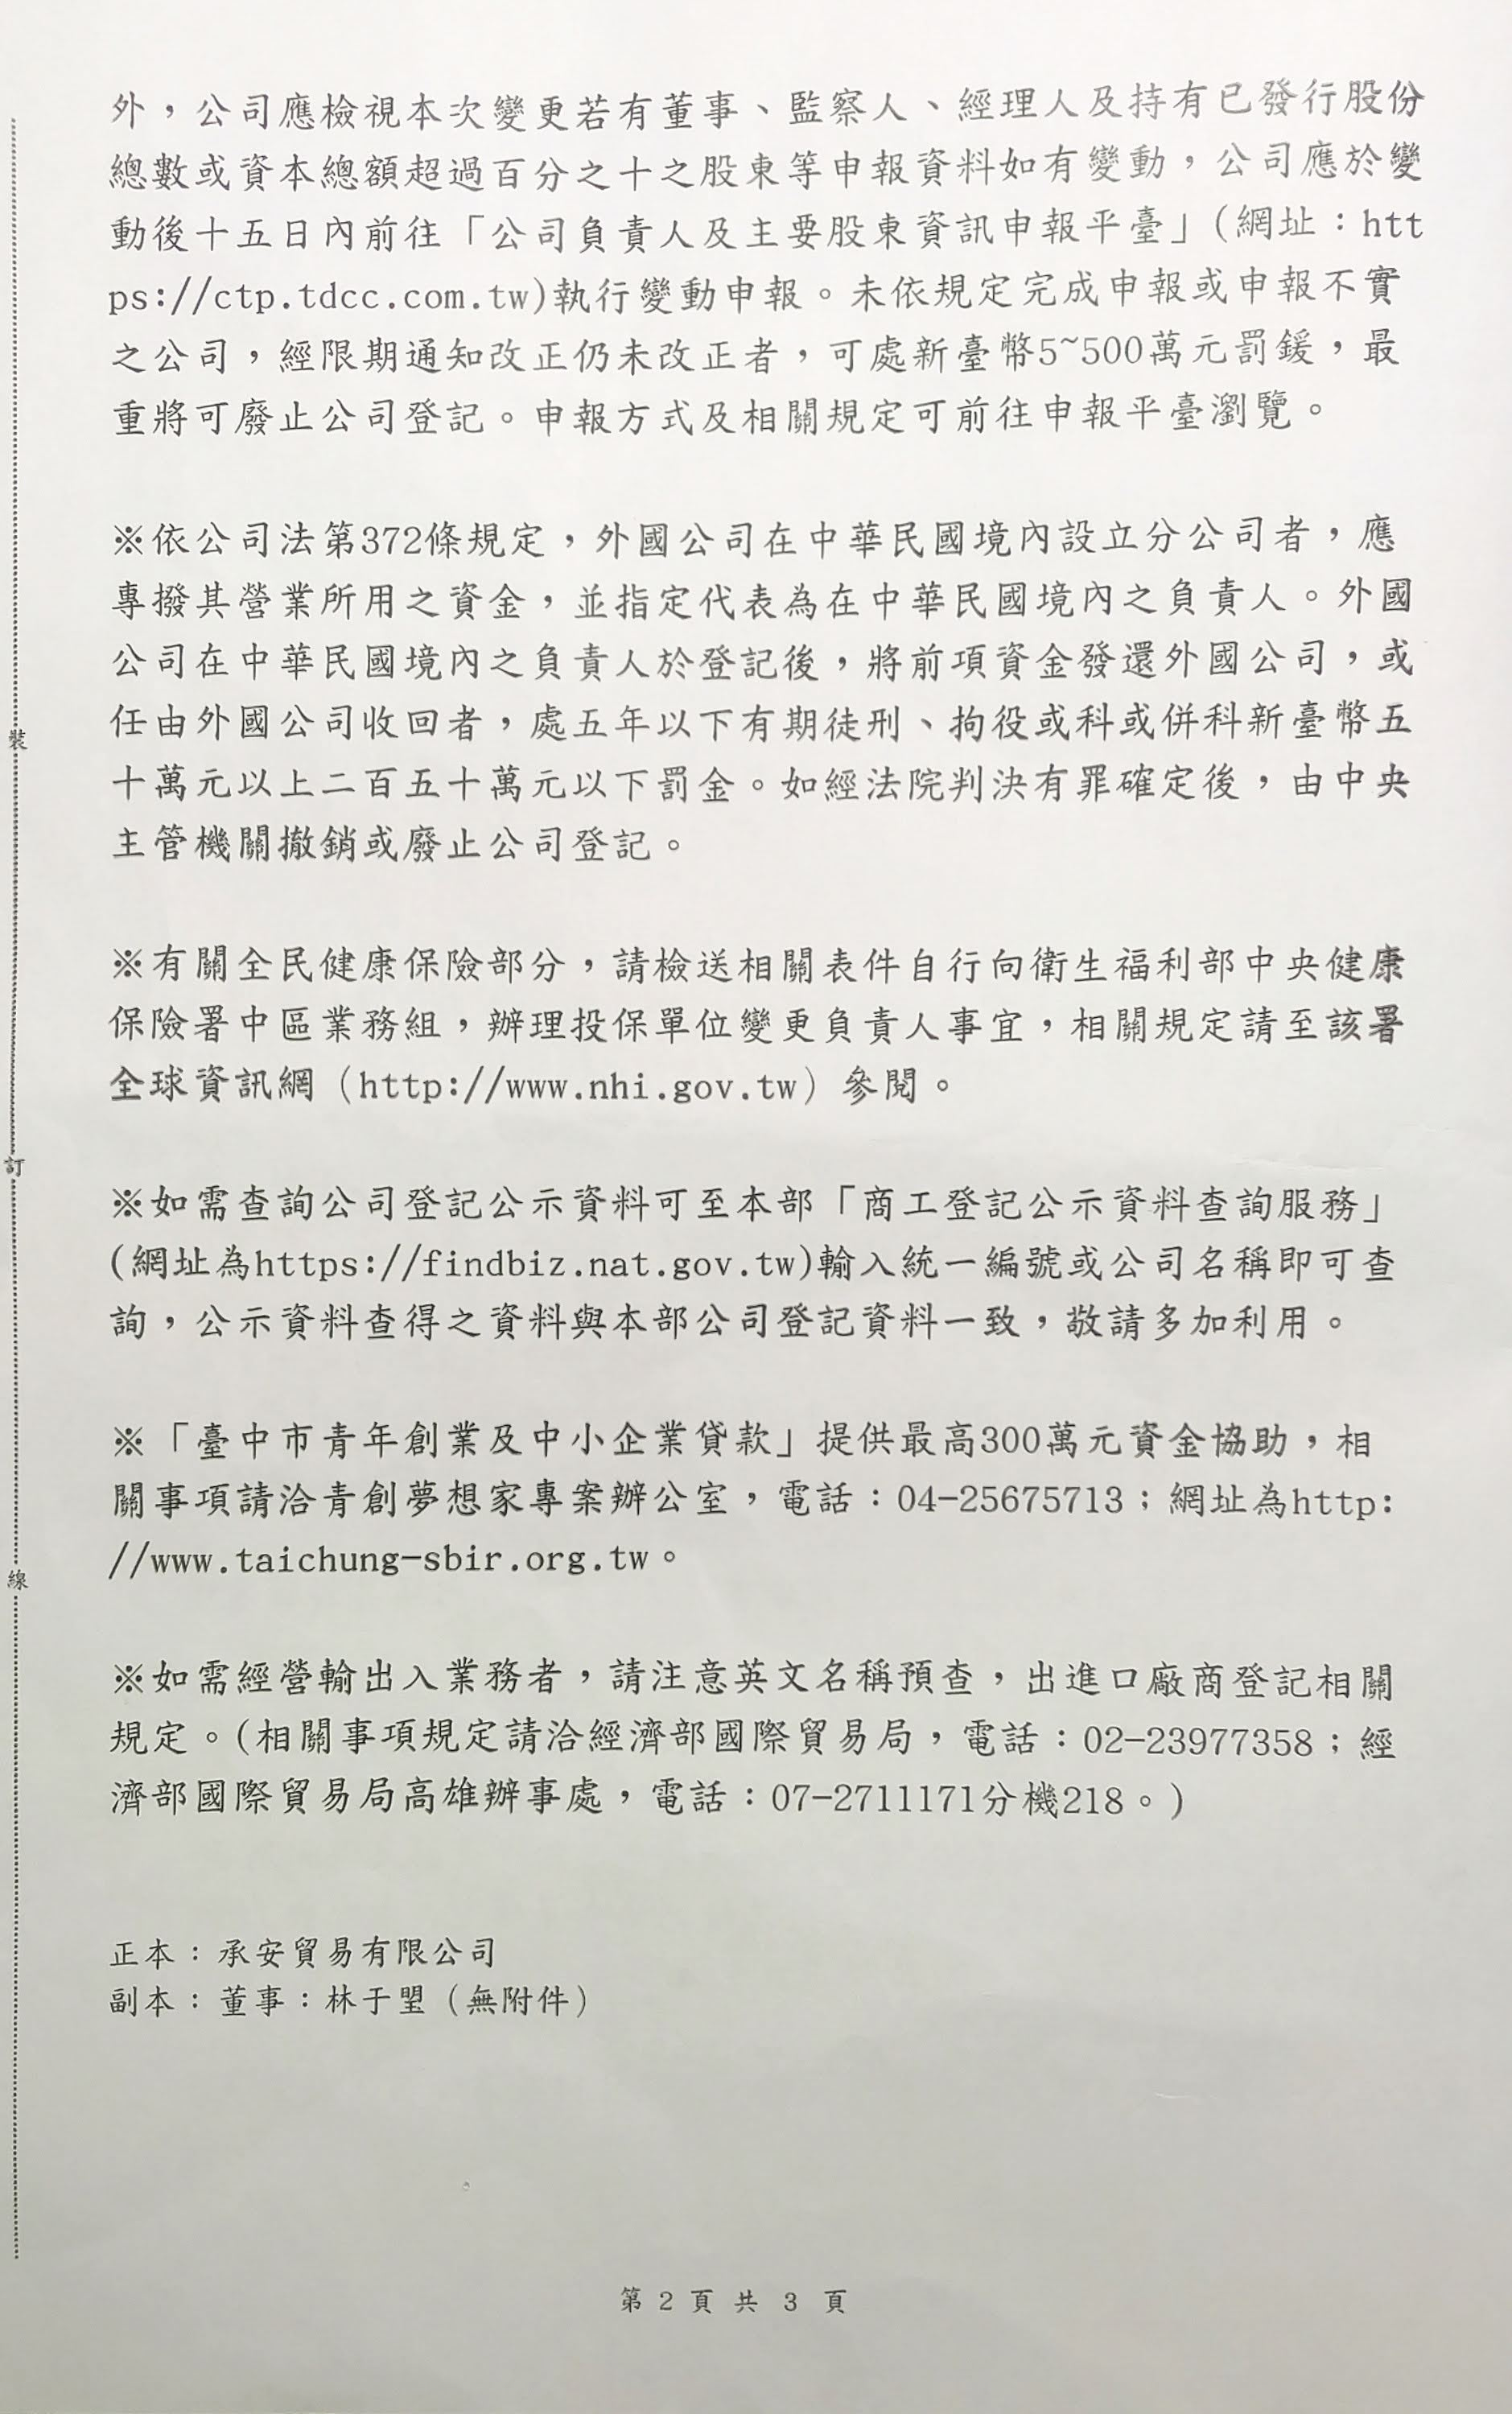 外，公司應檢視本次變更若有董事、監察人、經理人及持有已發行股份
總數或資本總額超過百分之十之股東等申報資料如有變動，公司應於變
動後十五日內前往「公司負責人及主要股東資訊申報平臺」(網址：htt
ps://ctp.tdcc.com.tw)執行變動申報。未依規定完成申報或申報不實
之公司，經限期通知改正仍未改正者，可處新臺幣5~500萬元罰鍰，最
重將可廢止公司登記。申報方式及相關規定可前往申報平臺瀏覽。
※依公司法第372條規定，外國公司在中華民國境內設立分公司者，應
專撥其營業所用之資金，並指定代表為在中華民國境內之負責人。外國
公司在中華民國境內之負責人於登記後，將前項資金發還外國公司，或
任由外國公司收回者，處五年以下有期徒刑、拘役或科或併科新臺幣五
十萬元以上二百五十萬元以下罰金。如經法院判決有罪確定後，由中央
主管機關撤銷或廢止公司登記。
※有關全民健康保險部分，請檢送相關表件自行向衛生福利部中央健康
保險署中區業務組，辦理投保單位變更負責人事宜，相關規定請至該署
全球資訊網（http://www.nhi.gov.tw）參閱。
※如需查詢公司登記公示資料可至本部「商工登記公示資料查詢服務」
(網址為https://findbiz.nat.gov.tw)輸入統一編號或公司名稱即可查
詢，公示資料查得之資料與本部公司登記資料一致，敬請多加利用。
※「臺中市青年創業及中小企業貸款」提供最高300萬元資金協助，相
關事項請洽青創夢想家專案辦公室，電話：04-25675713；網址為http:
//www.taichung-sbir.org.tw。
※如需經營輸出入業務者，請注意英文名稱預查，出進口廠商登記相關
規定。(相關事項規定請洽經濟部國際貿易局，電話：02-23977358；經
濟部國際貿易局高雄辦事處，電話：07-2711171分機218。)
正本：承安貿易有限公司
副本：董事：林于琞（無附件）
第 2 頁 共 3 頁
裝
訂
線